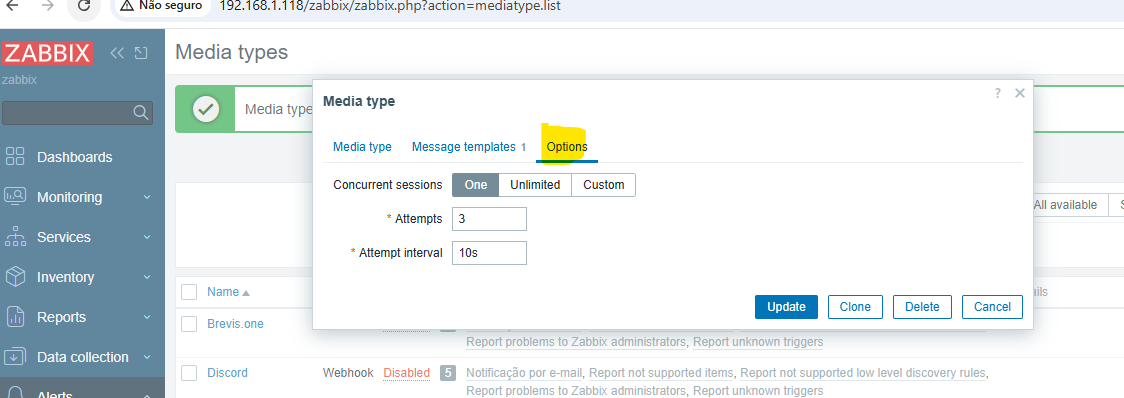 Não seguro
192.168.1.118/zabbix/zabbix.php?action=mediatype.list
ZABBIX
zabbix
Dashboards
Monitoring
Services
Inventory
Reports
Data collection
Alerts
Media types
Media type
Media type
? ×
Media type Message templates 1 Options
Concurrent sessions One Unlimited Custom
* Attempts 3
* Attempt interval 10s
Update Clone Delete Cancel
All available
Name
Brevis.one
Report problems to Zabbix administrators, Report unknown triggers
Discord Webhook Disabled 5 Notificação por e-mail, Report not supported items, Report not supported low level discovery rules,
Report problems to Zabbix administrators, Report unknown triggers